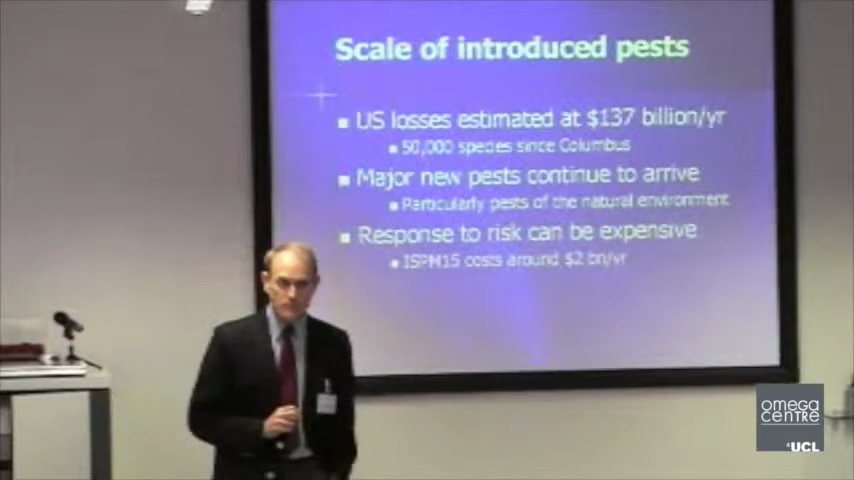 Scale of introduced pests
US losses estimated at $137 billion/yr
50,000 species since Columbus
Major new pests continue to arrive
Particularly pests of the natural environment
Response to risk can be expensive
ISPM15 costs around $2 bn/yr
omega
centre
UCL